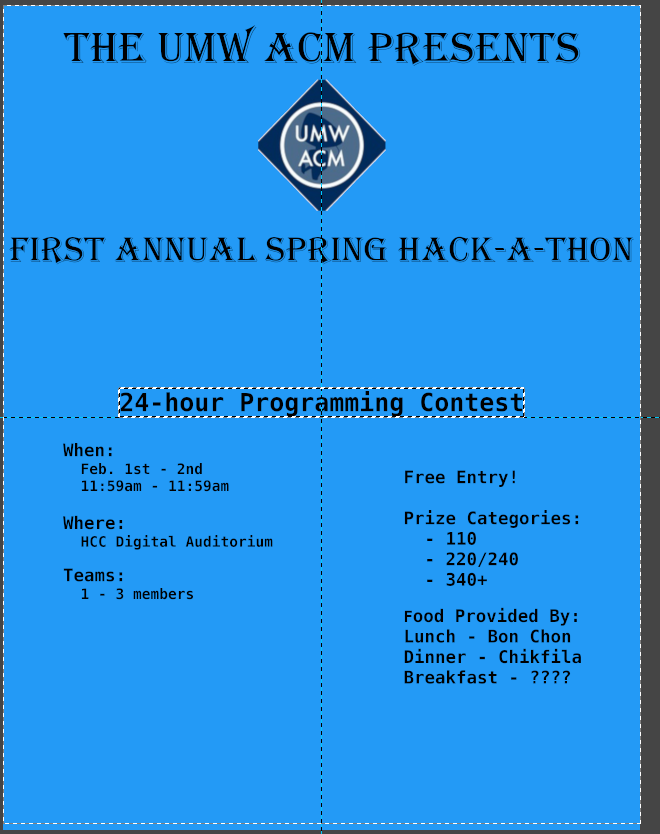 THE UMW ACM PRESENTS
UMW
ACM
FIRST ANNUAL SPRING HACK-A-THON
24-hour Programming Contest
When:
Feb. 1st - 2nd
11:59am - 11:59am
Where:
HCC Digital Auditorium
Teams:
1 - 3 members
Free Entry!
Prize Categories:
- 110
- 220/240
- 340+
Food Provided By:
Lunch - Bon Chon
Dinner - Chikfila
Breakfast - ????